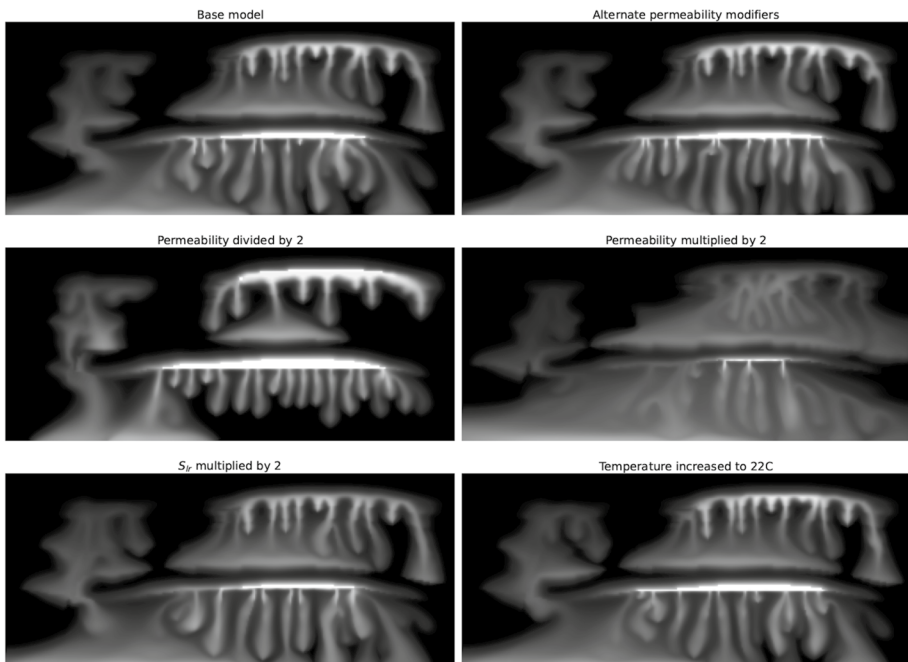 Base model
Alternate permeability modifiers
Permeability divided by 2
Permeability multiplied by 2
S_lr multiplied by 2
Temperature increased to 22C